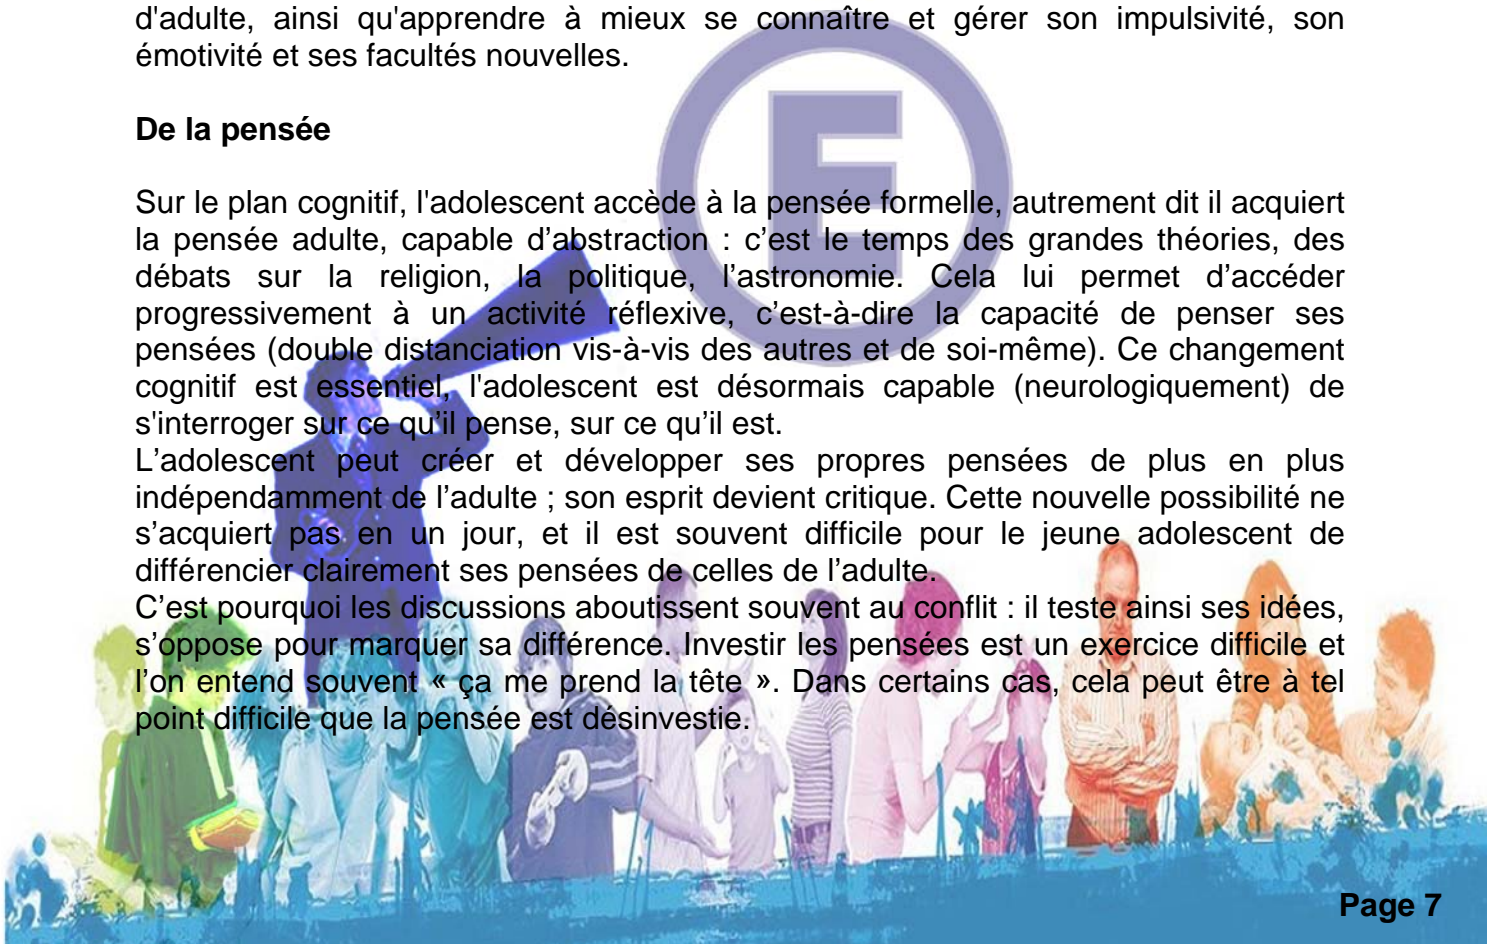 d'adulte, ainsi qu'apprendre à mieux se connaître et gérer son impulsivité, son
émotivité et ses facultés nouvelles.
De la pensée
Sur le plan cognitif, l'adolescent accède à la pensée formelle, autrement dit il acquiert
la pensée adulte, capable d’abstraction : c’est le temps des grandes théories, des
débats sur la religion, la politique, l’astronomie. Cela lui permet d’accéder
progressivement à un activité réflexive, c’est-à-dire la capacité de penser ses
pensées (double distanciation vis-à-vis des autres et de soi-même). Ce changement
cognitif est essentiel, l'adolescent est désormais capable (neurologiquement) de
s'interroger sur ce qu’il pense, sur ce qu’il est.
L’adolescent peut créer et développer ses propres pensées de plus en plus
indépendamment de l’adulte ; son esprit devient critique. Cette nouvelle possibilité ne
s’acquiert pas en un jour, et il est souvent difficile pour le jeune adolescent de
différencier clairement ses pensées de celles de l’adulte.
C’est pourquoi les discussions aboutissent souvent au conflit : il teste ainsi ses idées,
s’oppose pour marquer sa différence. Investir les pensées est un exercice difficile et
l’on entend souvent « ça me prend la tête ». Dans certains cas, cela peut être à tel
point difficile que la pensée est désinvestie.
E
Page 7